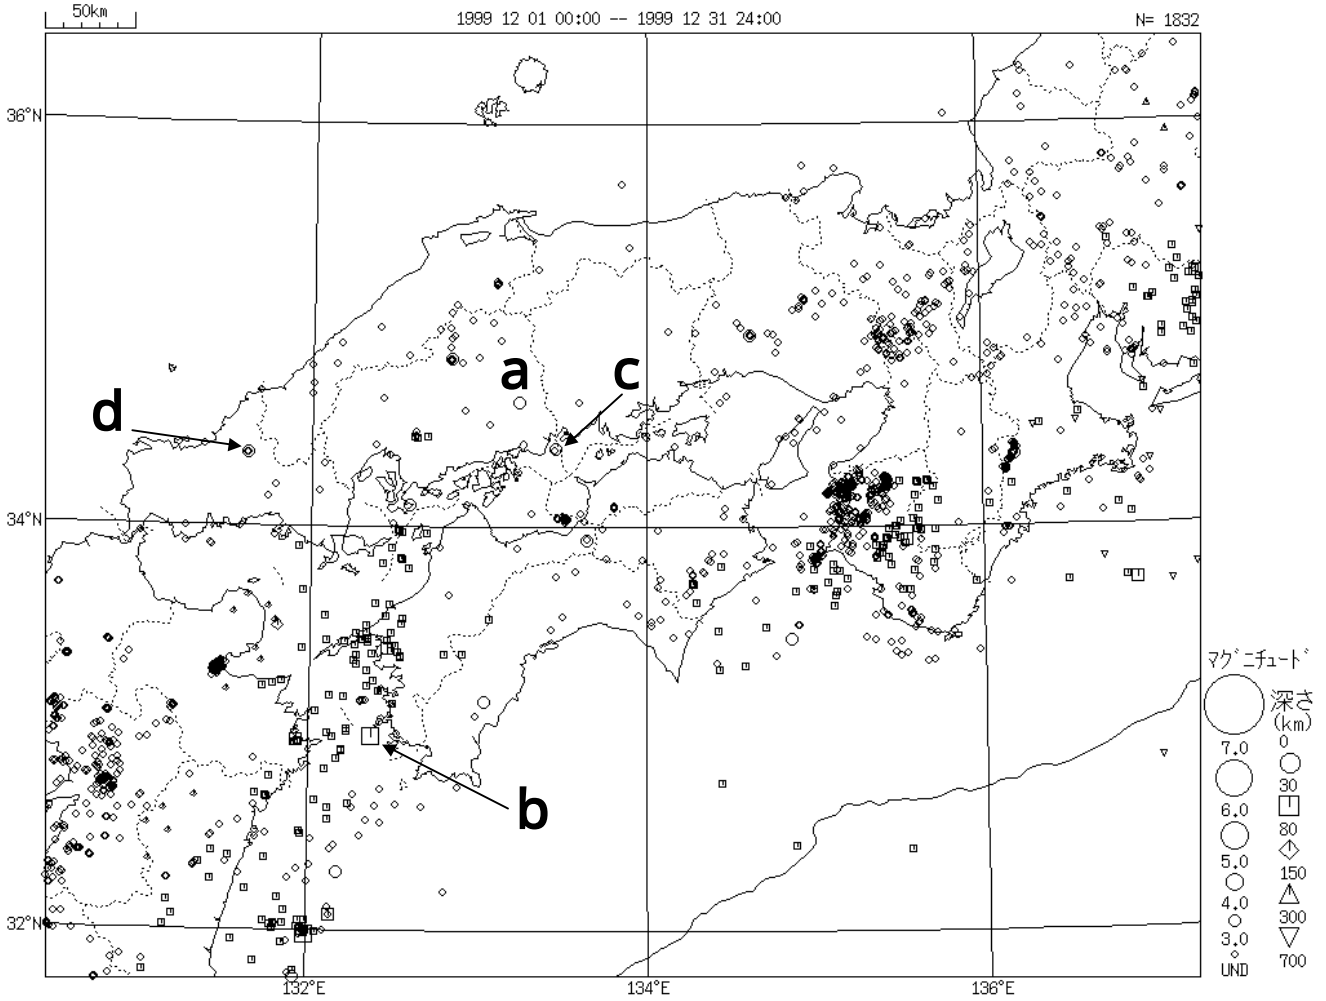 50km
1999 12 01 00:00 -- 1999 12 31 24:00
N= 1832
36°N
a
c
d
34°N
b
32°N
132°E
134°E
136°E
ﾏｸﾞﾆﾁｭｰﾄﾞ
7.0
6.0
5.0
4.0
3.0
UND
深さ
(km)
0
30
80
150
300
700